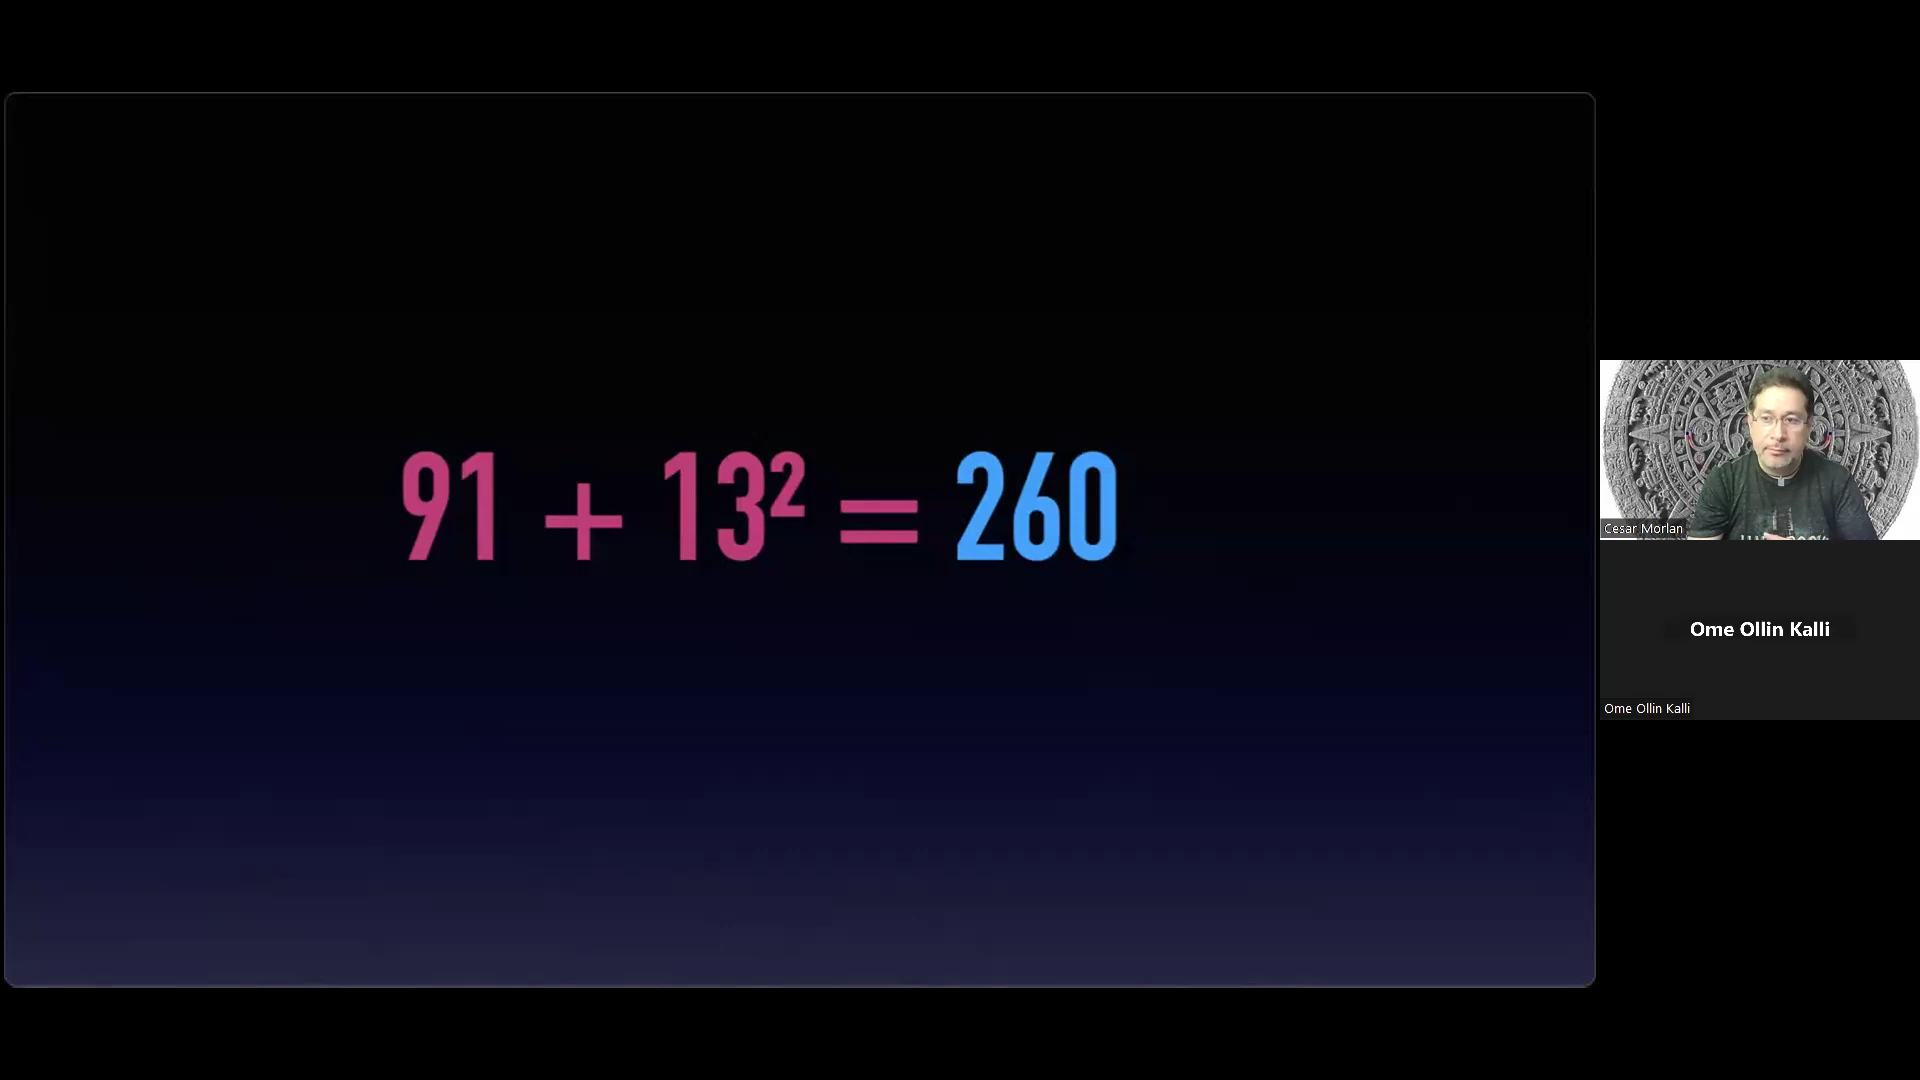 91 + 13² = 260
Cesar Morlan
Ome Ollin Kalli
Ome Ollin Kalli